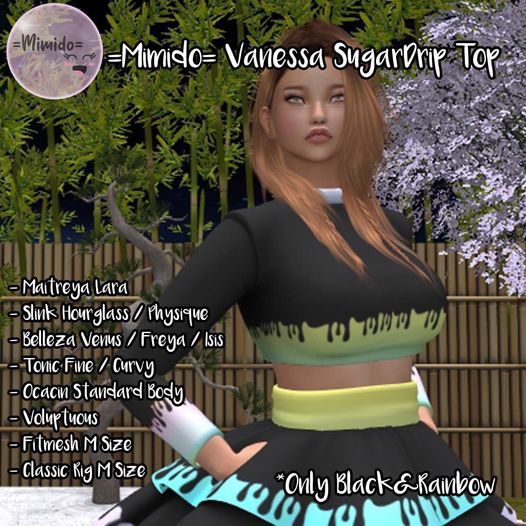 =Mimido=
=Mimido= Vanessa SugarDrip Top
- Maitreya Lara
- Slink Hourglass / Physique
- Belleza Venus / Freya / Isis
- Tonic Fine / Curvy
- Ocacin Standard Body
- Voluptuous
- Fitmesh M Size
- Classic Rig M Size
*Only Black&Rainbow